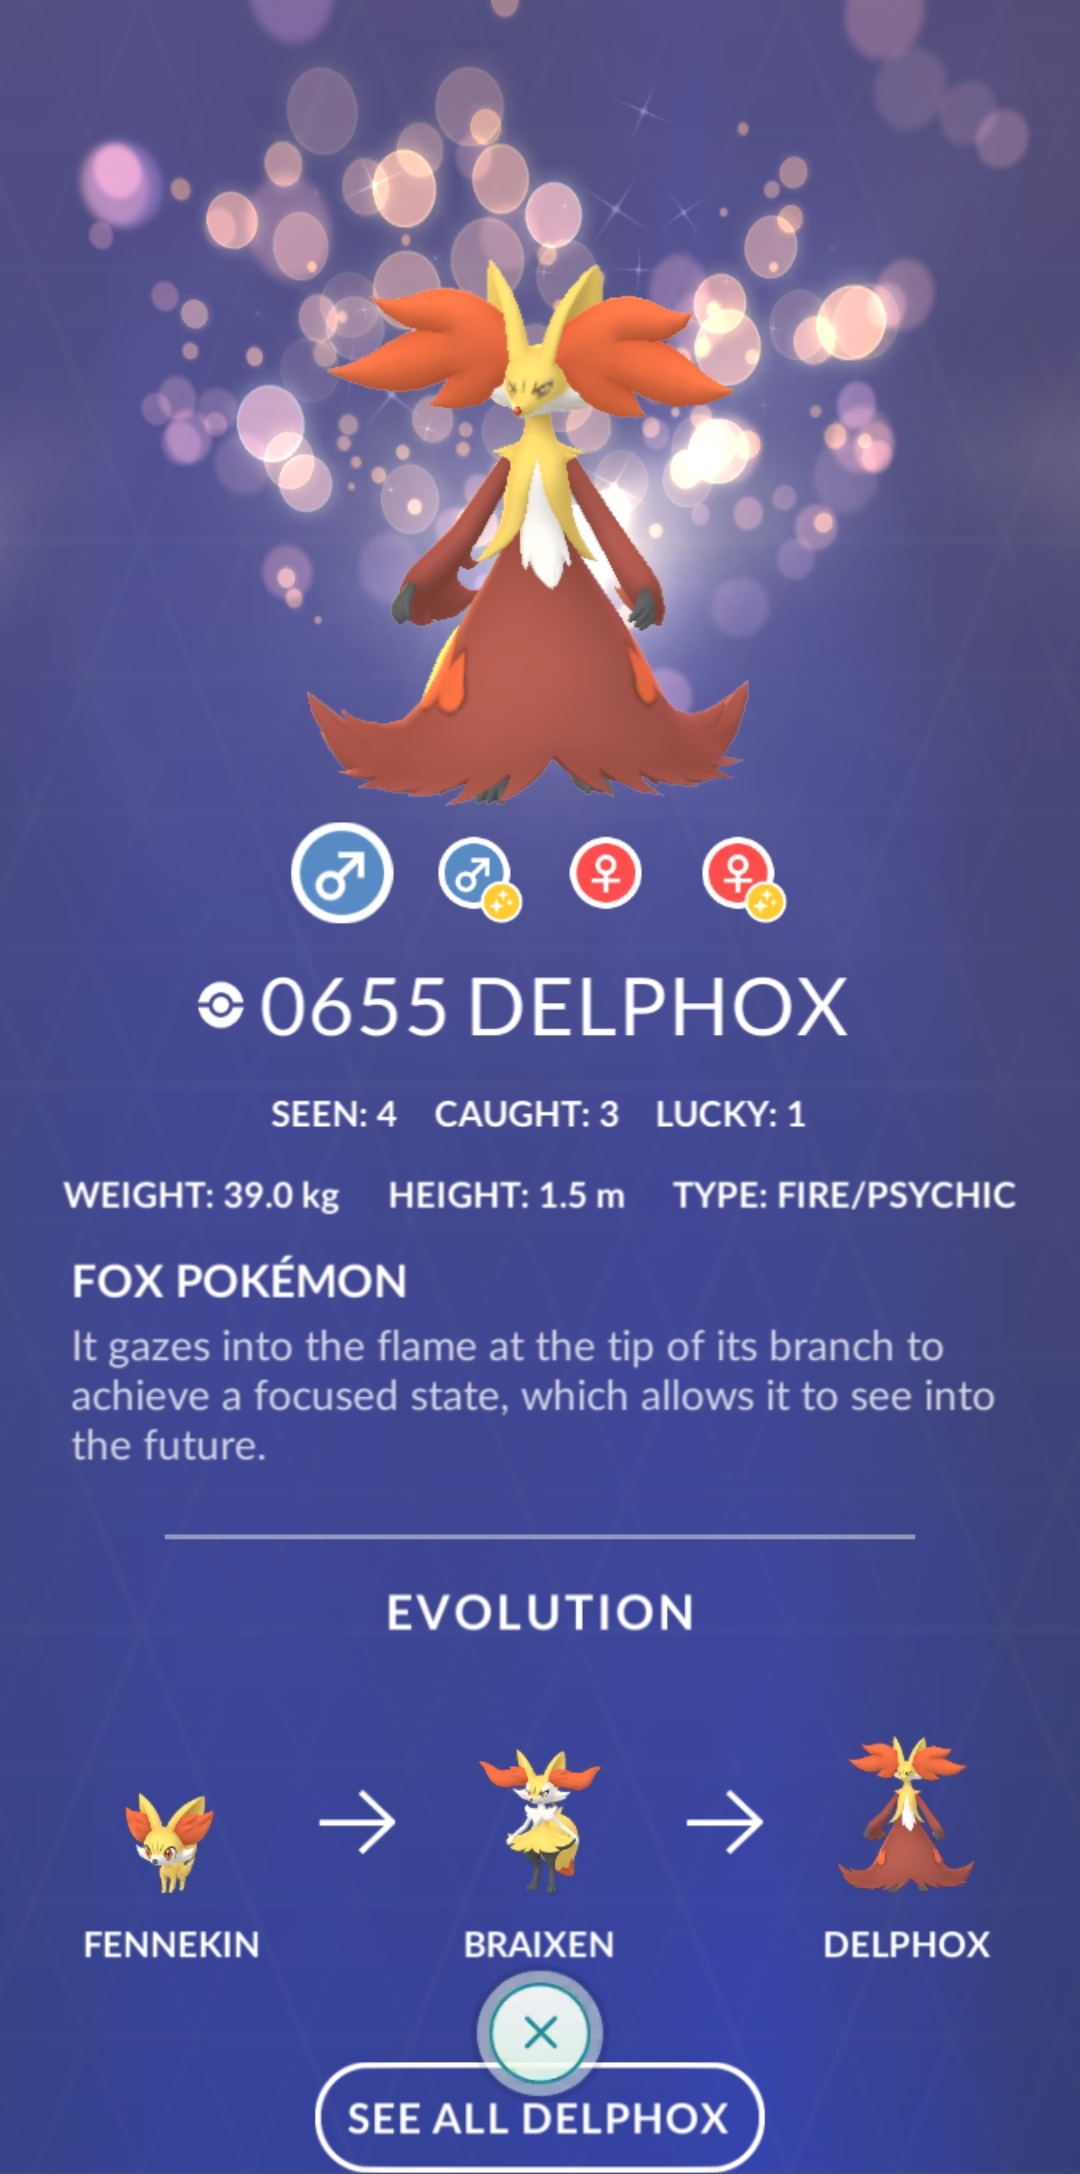 0655 DELPHOX
SEEN: 4 CAUGHT: 3 LUCKY: 1
WEIGHT: 39.0 kg HEIGHT: 1.5 m TYPE: FIRE/PSYCHIC
FOX POKÉMON
It gazes into the flame at the tip of its branch to
achieve a focused state, which allows it to see into
the future.
EVOLUTION
FENNEKIN BRAIXEN DELPHOX
SEE ALL DELPHOX